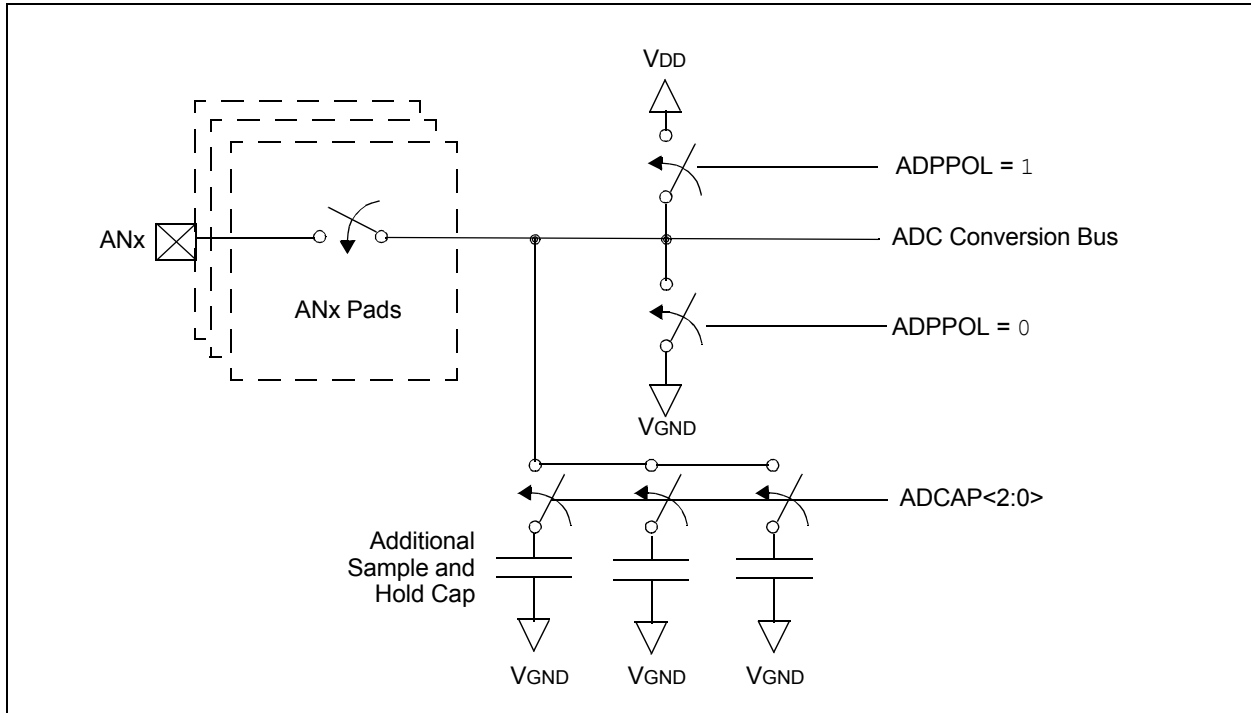 VDD
ADPPOL = 1
ANx
ADC Conversion Bus
ANx Pads
ADPPOL = 0
VGND
ADCAP<2:0>
Additional
Sample and
Hold Cap
VGND
VGND
VGND